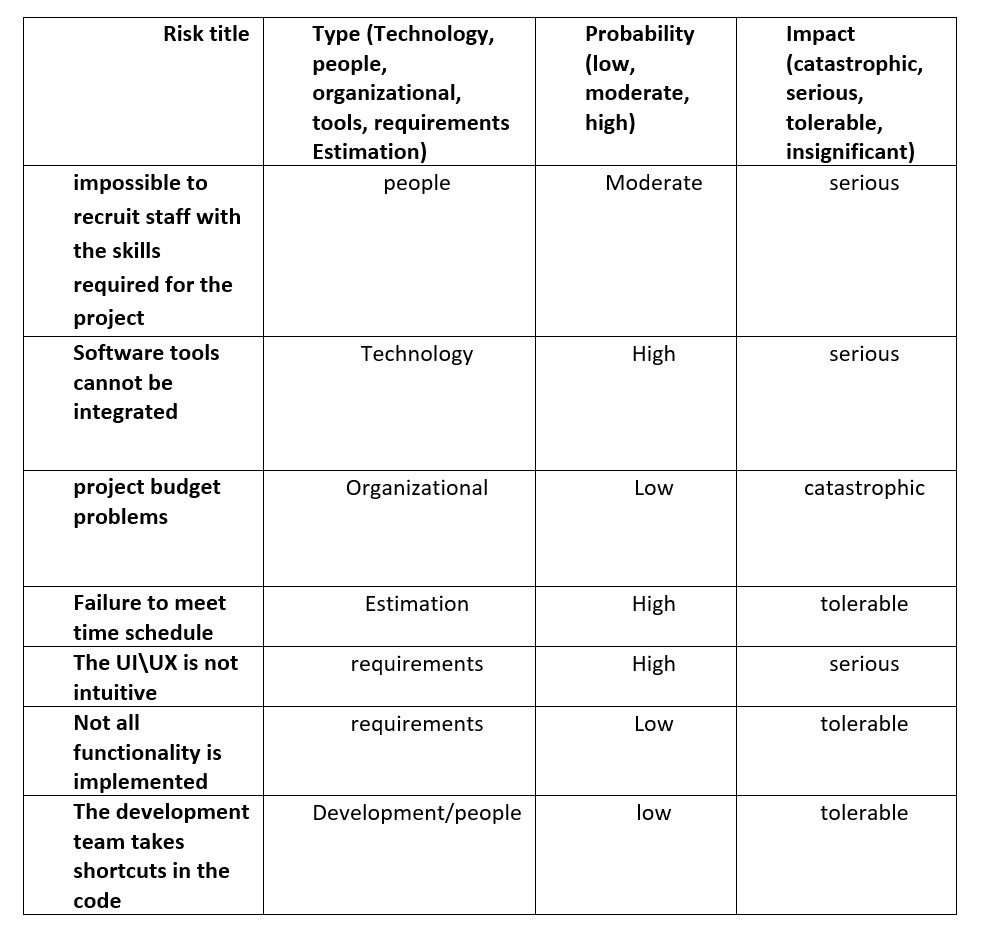 Risk title
Type (Technology,
people,
organizational,
tools, requirements
Estimation)
Probability
(low,
moderate,
high)
Impact
(catastrophic,
serious,
tolerable,
insignificant)
impossible to
recruit staff with
the skills
required for the
project
people
Moderate
serious
Software tools
cannot be
integrated
Technology
High
serious
project budget
problems
Organizational
Low
catastrophic
Failure to meet
time schedule
Estimation
High
tolerable
The UI\UX is not
intuitive
requirements
High
serious
Not all
functionality is
implemented
requirements
Low
tolerable
The development
team takes
shortcuts in the
code
Development/people
low
tolerable